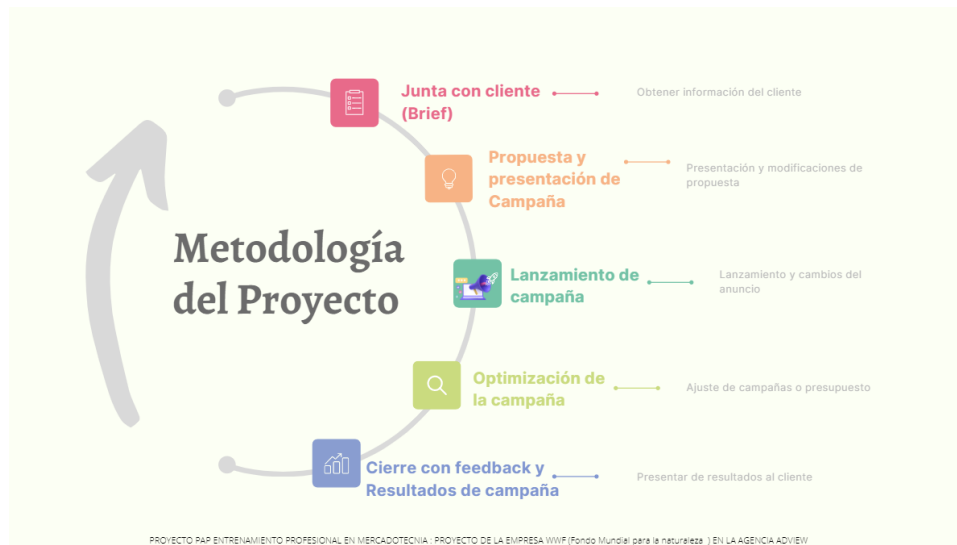 Junta con cliente
(Brief)
Obtener información del cliente
Propuesta y
presentación de
Campaña
Presentación y modificaciones de
propuesta
Metodología
del Proyecto
Lanzamiento de
campaña
Lanzamiento y cambios del
anuncio
Optimización de
la campaña
Ajuste de campañas o presupuesto
Cierre con feedback y
Resultados de campaña
Presentar de resultados al cliente
PROYECTO PAP ENTRENAMIENTO PROFESIONAL EN MERCADOTECNIA : PROYECTO DE LA EMPRESA WWF (Fondo Mundial para la naturaleza ) EN LA AGENCIA ADVIEW